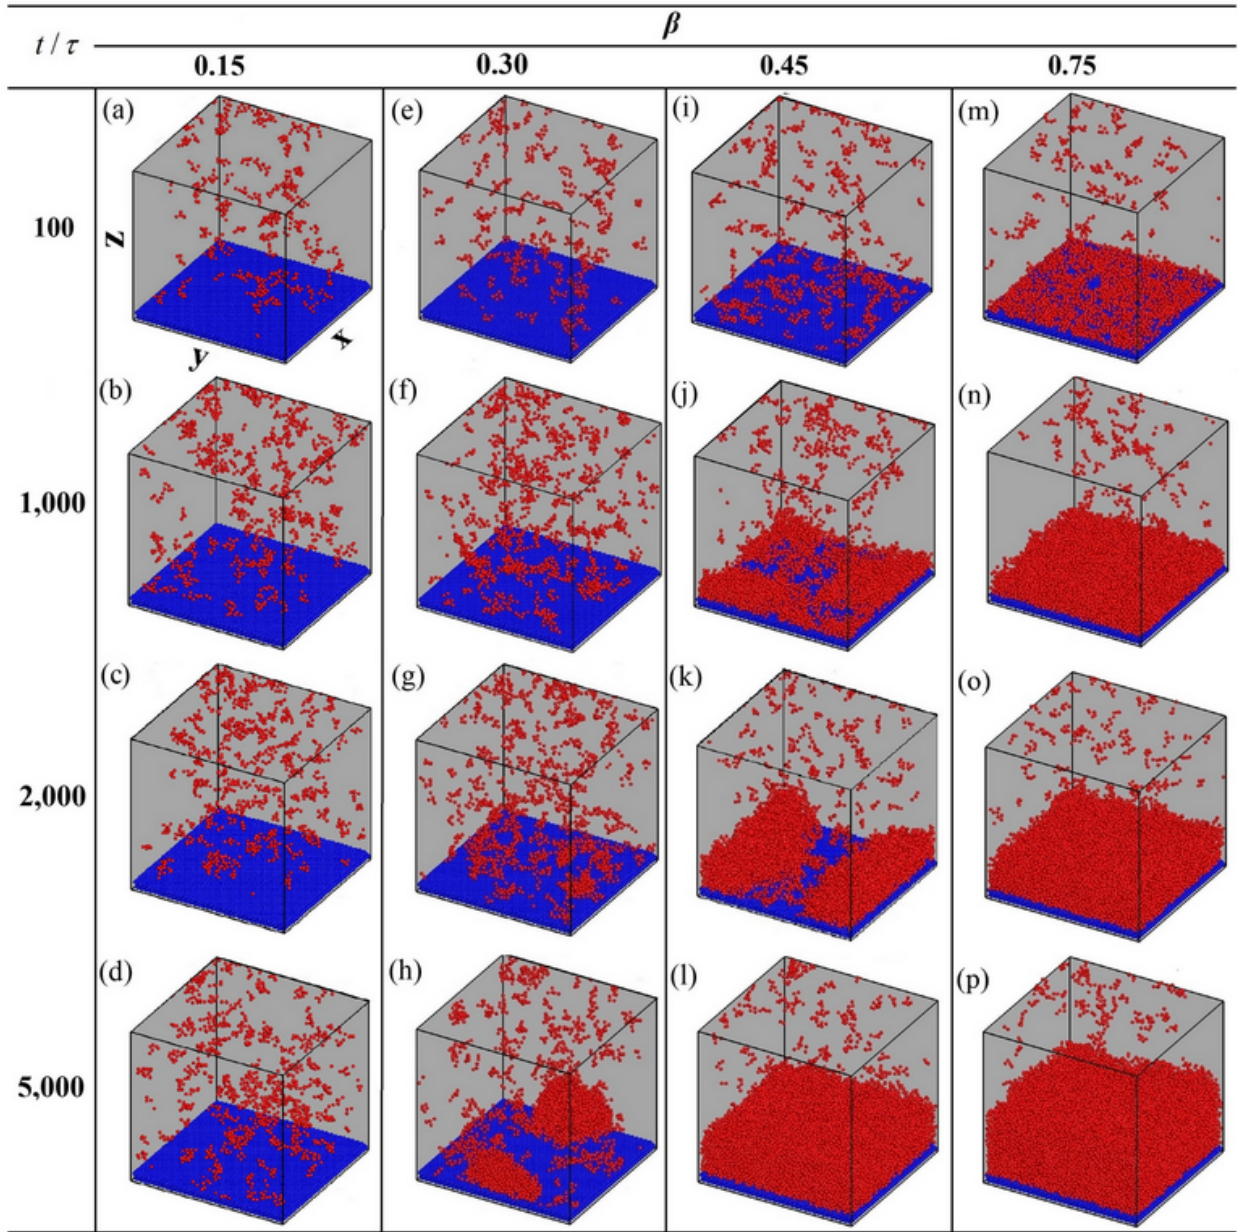 β
t / τ
0.15 0.30 0.45 0.75
(a) (e) (i) (m)
100
z
x
y
(b) (f) (j) (n)
1,000
(c) (g) (k) (o)
2,000
(d) (h) (l) (p)
5,000